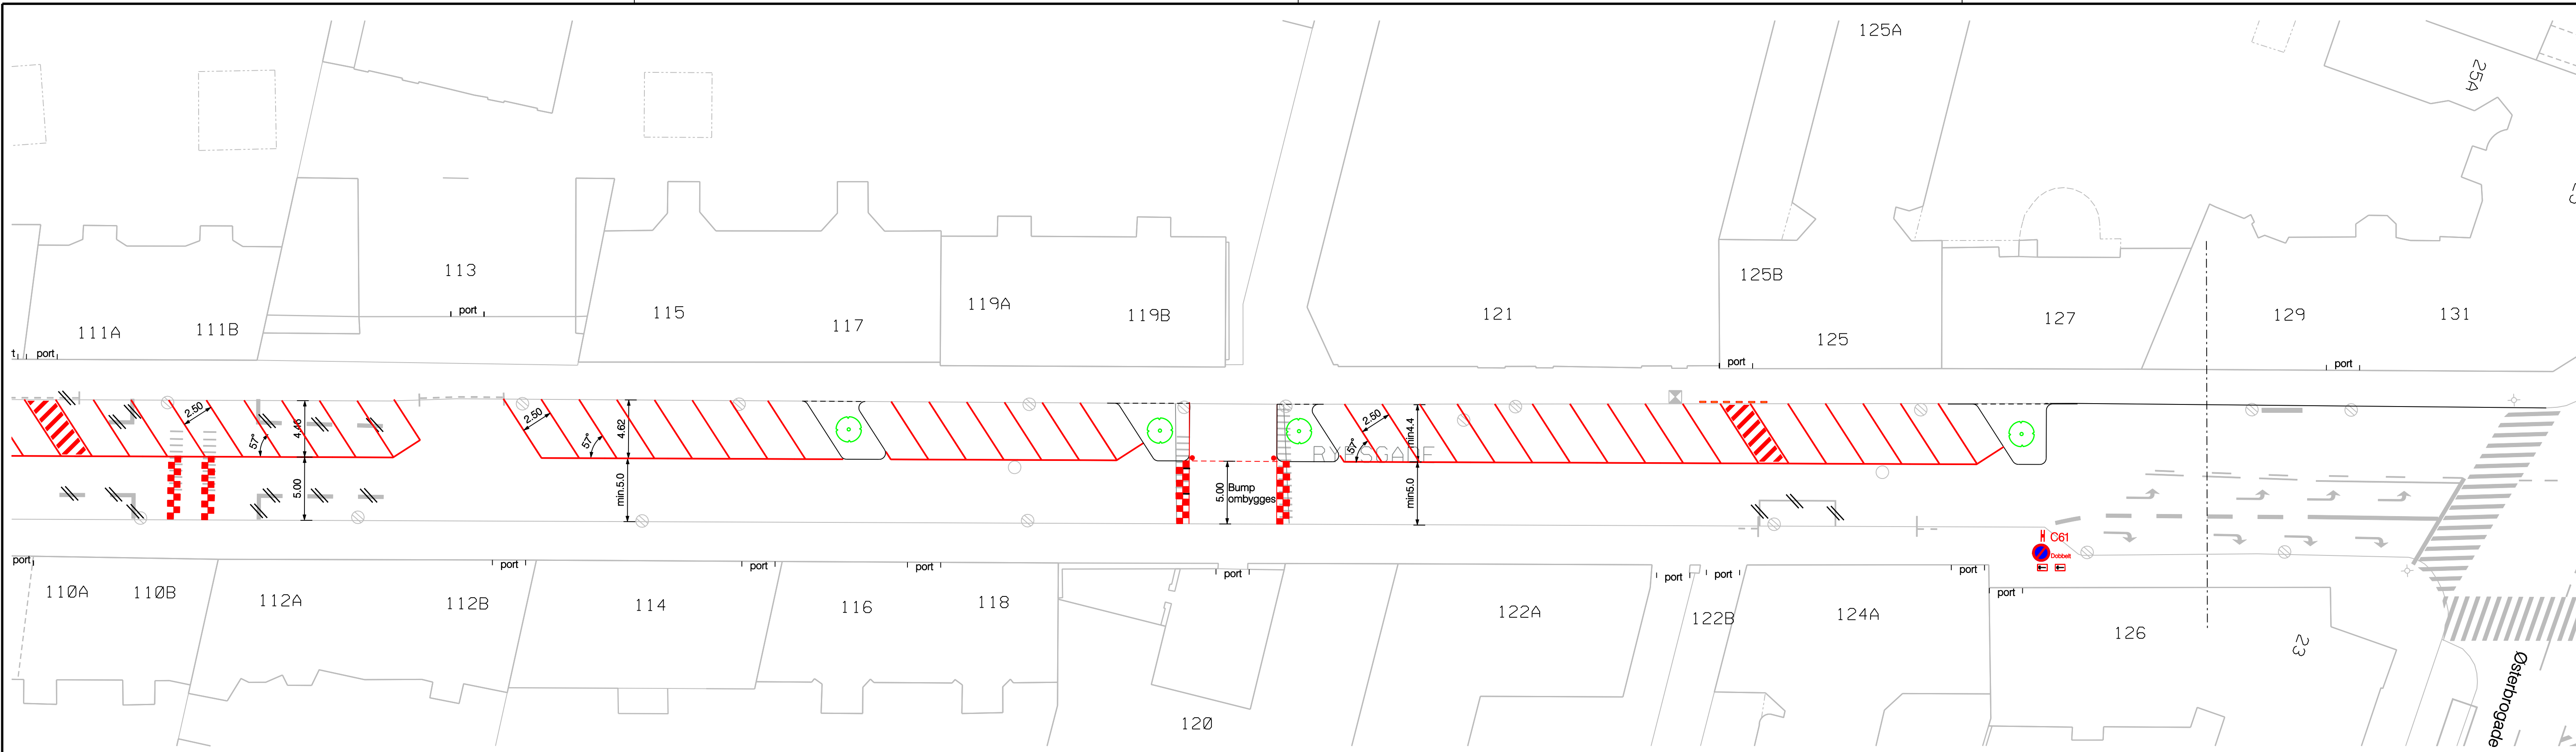 125A
25A
113
125B
119A
119B
115
117
121
127
129
131
111A
111B
125
port
port
port
port
port
2.50
4.46
57°
2.50
57°
4.62
2.50
57°
min4.4
RYESGADE
5.00
min.5.0
5.00
Bump
ombygges
min5.0
C61
Dobbelt
port
port
port
port
port
port
port
port
port
110A
110B
112A
112B
114
116
118
120
122A
122B
124A
126
23
Østerbrogade